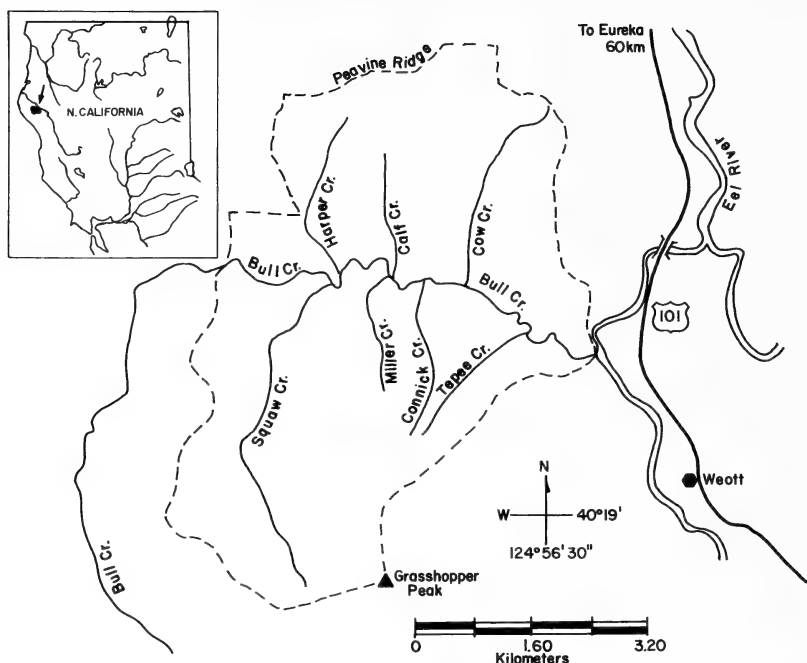 To Eureka
60km
Peavine Ridge
N. CALIFORNIA
Eel River
Harper Cr.
Calf Cr.
Cow Cr.
Bull Cr.
Bull Cr.
101
Miller Cr.
Connick Cr.
Tepee Cr.
Squaw Cr.
Weott
N
W
40°19'
124°56'30"
Bull Cr.
Grasshopper
Peak
0
1.60
3.20
Kilometers